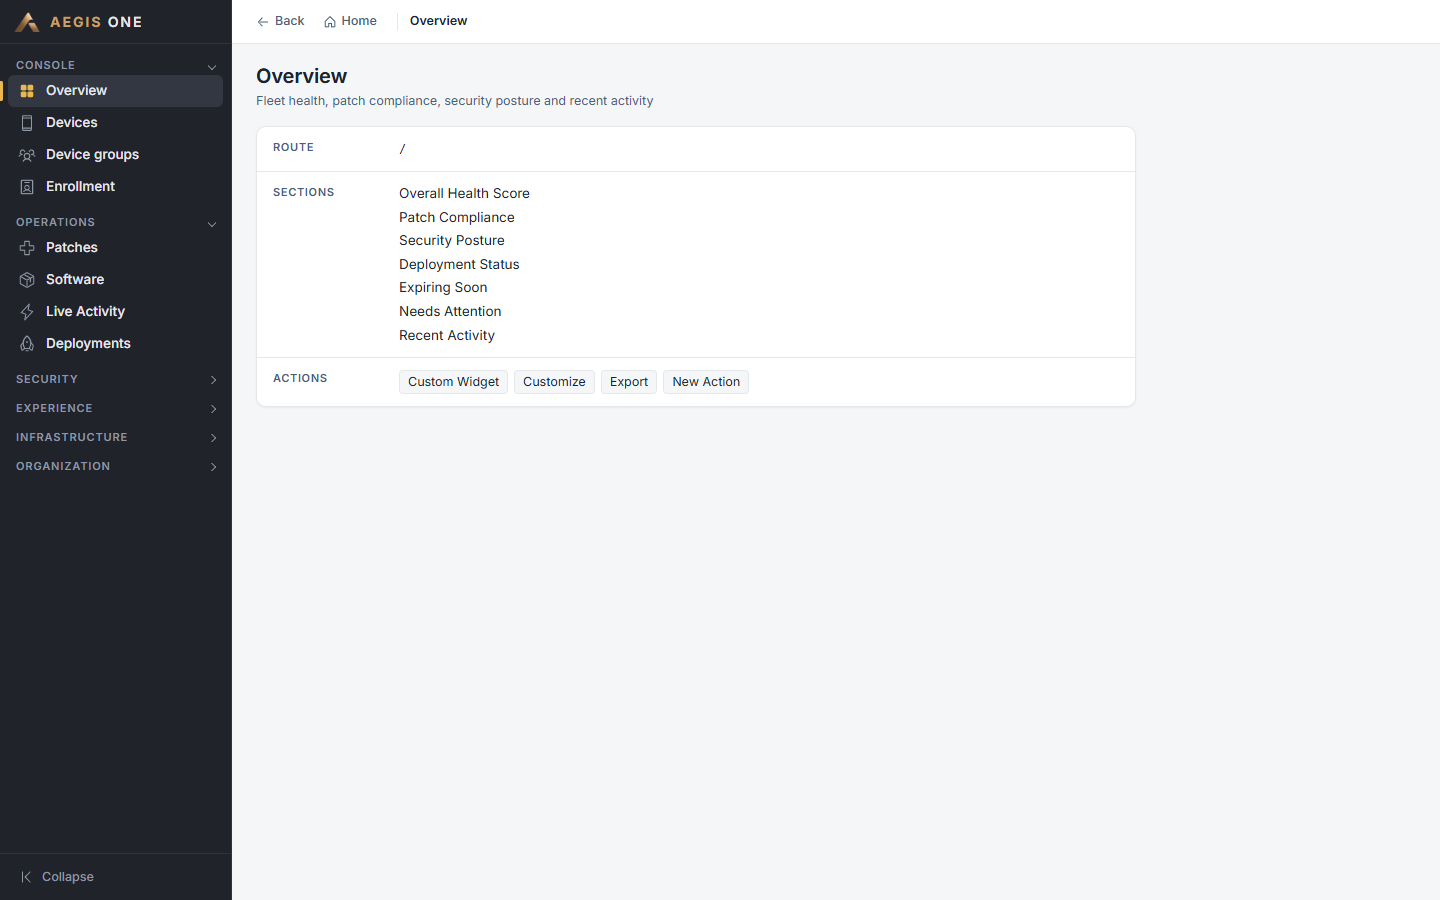 AEGIS ONE
CONSOLE
Overview
Devices
Device groups
Enrollment
OPERATIONS
Patches
Software
Live Activity
Deployments
SECURITY
EXPERIENCE
INFRASTRUCTURE
ORGANIZATION
Collapse
Back Home Overview
Overview
Fleet health, patch compliance, security posture and recent activity
ROUTE /
SECTIONS Overall Health Score
Patch Compliance
Security Posture
Deployment Status
Expiring Soon
Needs Attention
Recent Activity
ACTIONS Custom Widget Customize Export New Action